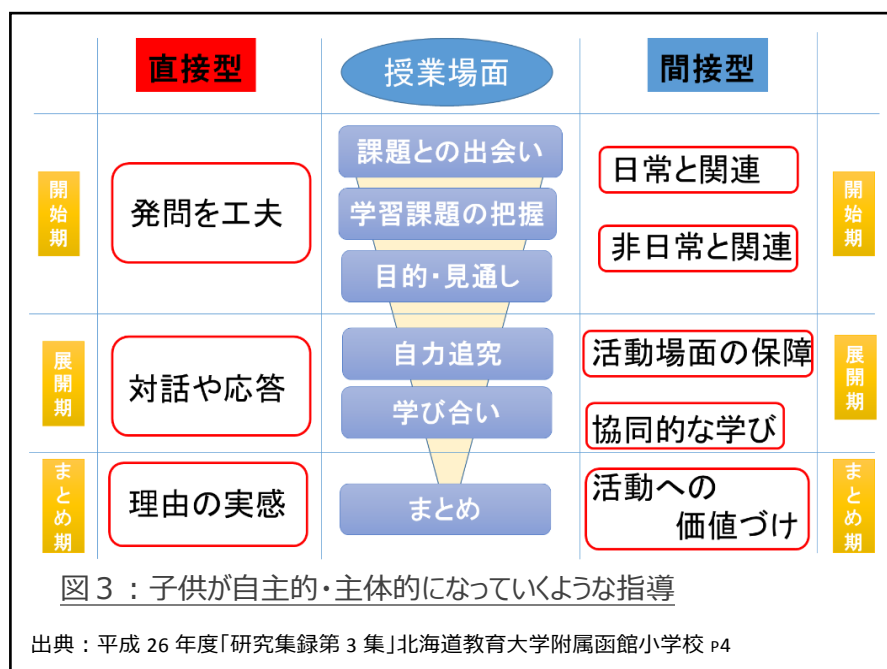 直接型
授業場面
間接型
開始期
発問を工夫
課題との出会い
学習課題の把握
目的・見通し
日常と関連
非日常と関連
開始期
展開期
対話や応答
自力追究
学び合い
活動場面の保障
協同的な学び
展開期
まとめ期
理由の実感
まとめ
活動への
価値づけ
まとめ期
図３：子供が自主的・主体的になっていくような指導
出典：平成 26 年度「研究集録第 3 集」北海道教育大学附属函館小学校 P4